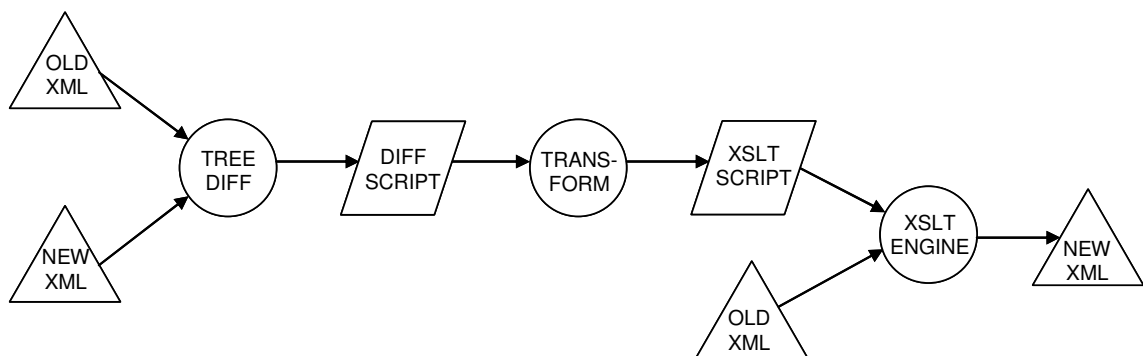 OLD
XML
TREE
DIFF
NEW
XML
DIFF
SCRIPT
TRANS-
FORM
XSLT
SCRIPT
XSLT
ENGINE
OLD
XML
NEW
XML